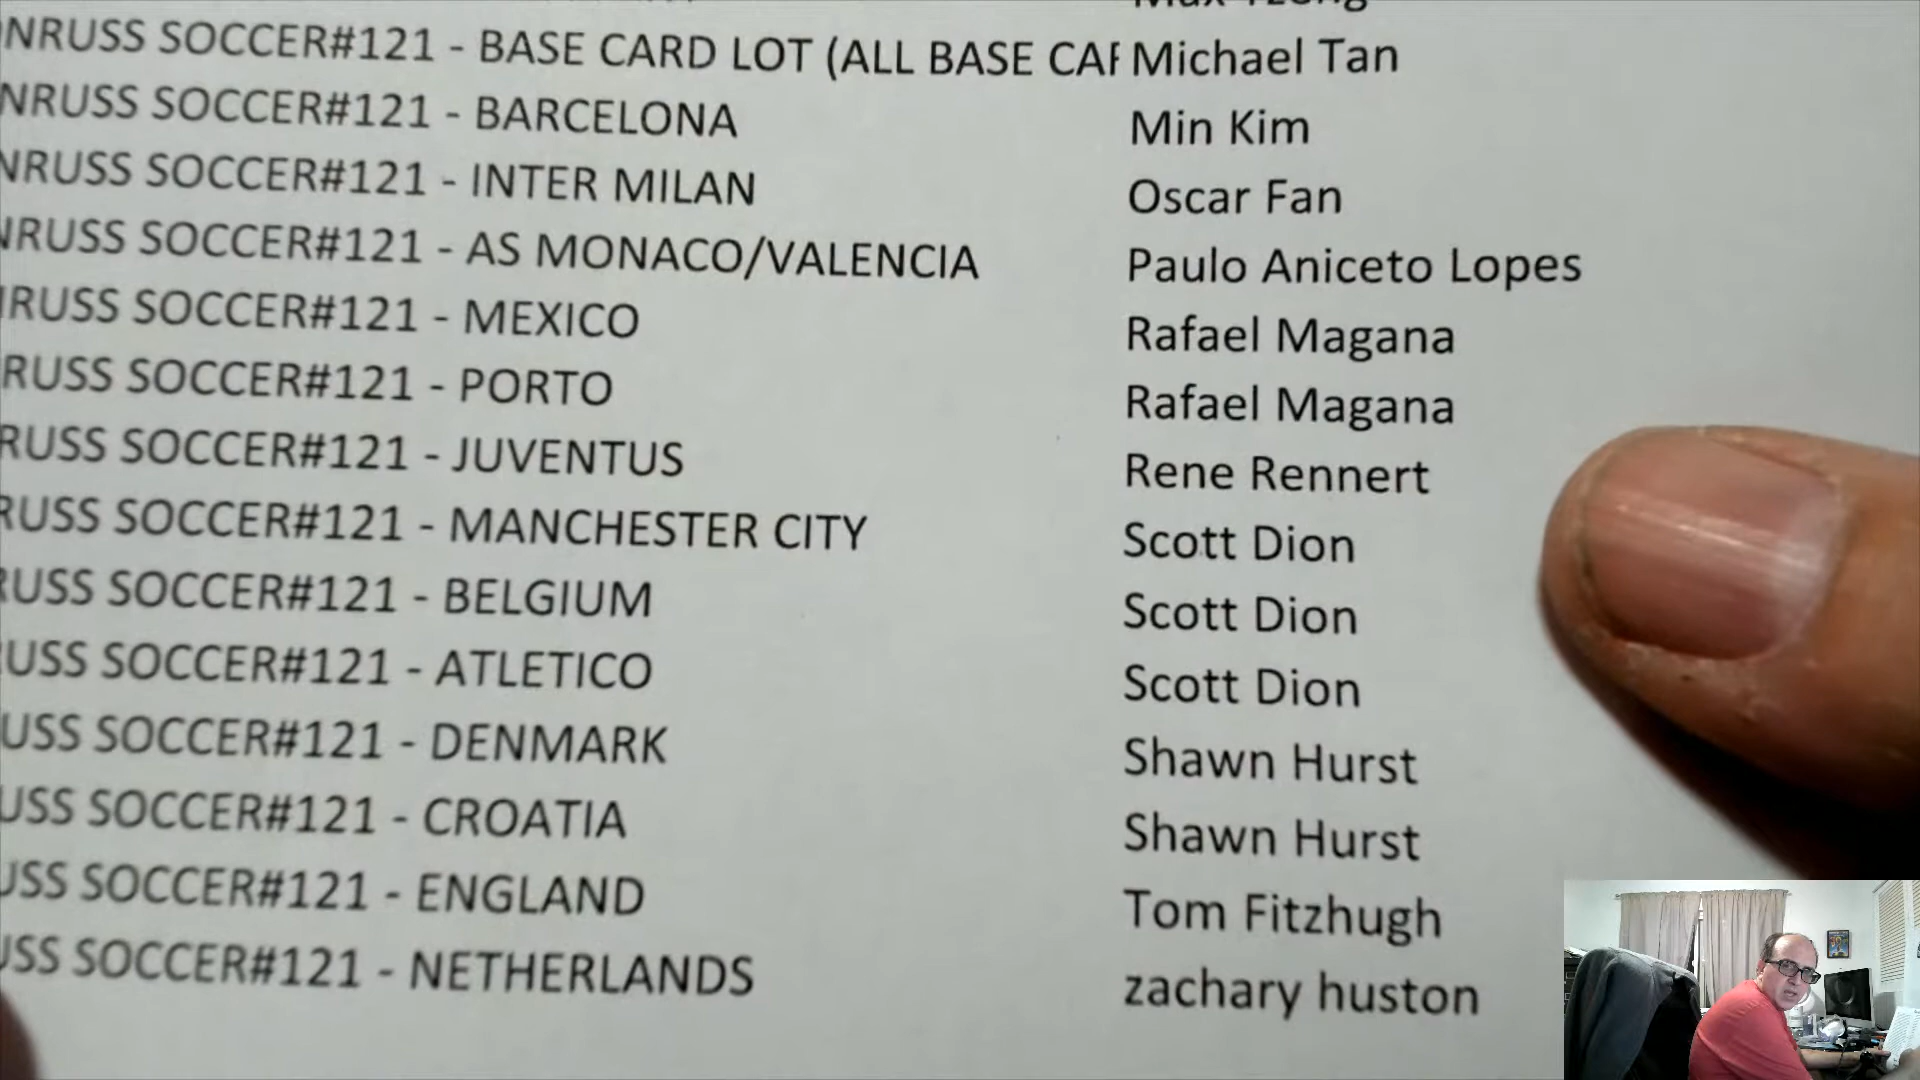 NRUSS SOCCER#121 - BASE CARD LOT (ALL BASE CAR Michael Tan
NRUSS SOCCER#121 - BARCELONA Min Kim
NRUSS SOCCER#121 - INTER MILAN Oscar Fan
NRUSS SOCCER#121 - AS MONACO/VALENCIA Paulo Aniceto Lopes
RUSS SOCCER#121 - MEXICO Rafael Magana
RUSS SOCCER#121 - PORTO Rafael Magana
RUSS SOCCER#121 - JUVENTUS Rene Rennert
RUSS SOCCER#121 - MANCHESTER CITY Scott Dion
RUSS SOCCER#121 - BELGIUM Scott Dion
USS SOCCER#121 - ATLETICO Scott Dion
USS SOCCER#121 - DENMARK Shawn Hurst
USS SOCCER#121 - CROATIA Shawn Hurst
USS SOCCER#121 - ENGLAND Tom Fitzhugh
USS SOCCER#121 - NETHERLANDS zachary huston